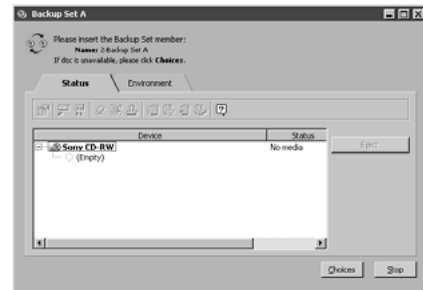 Backup Set A
Please insert the Backup Set member:
Name: 2-Backup Set A
If disc is unavailable, please click Choices.
Status
Environment
Device
Status
Sony CD-RW
No media
(Empty)
Eject
Choices
Stop